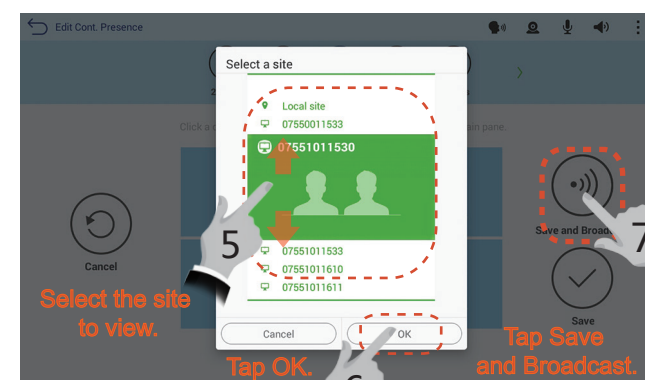 Edit Cont. Presence
Select a site
Local site
07550011533
07551011530
07551011533
07551011610
07551011611
Cancel
OK
Click a
in pane.
Cancel
Save and Broad
Save
5
6
7
Select the site
to view.
Tap OK.
Tap Save
and Broadcast.